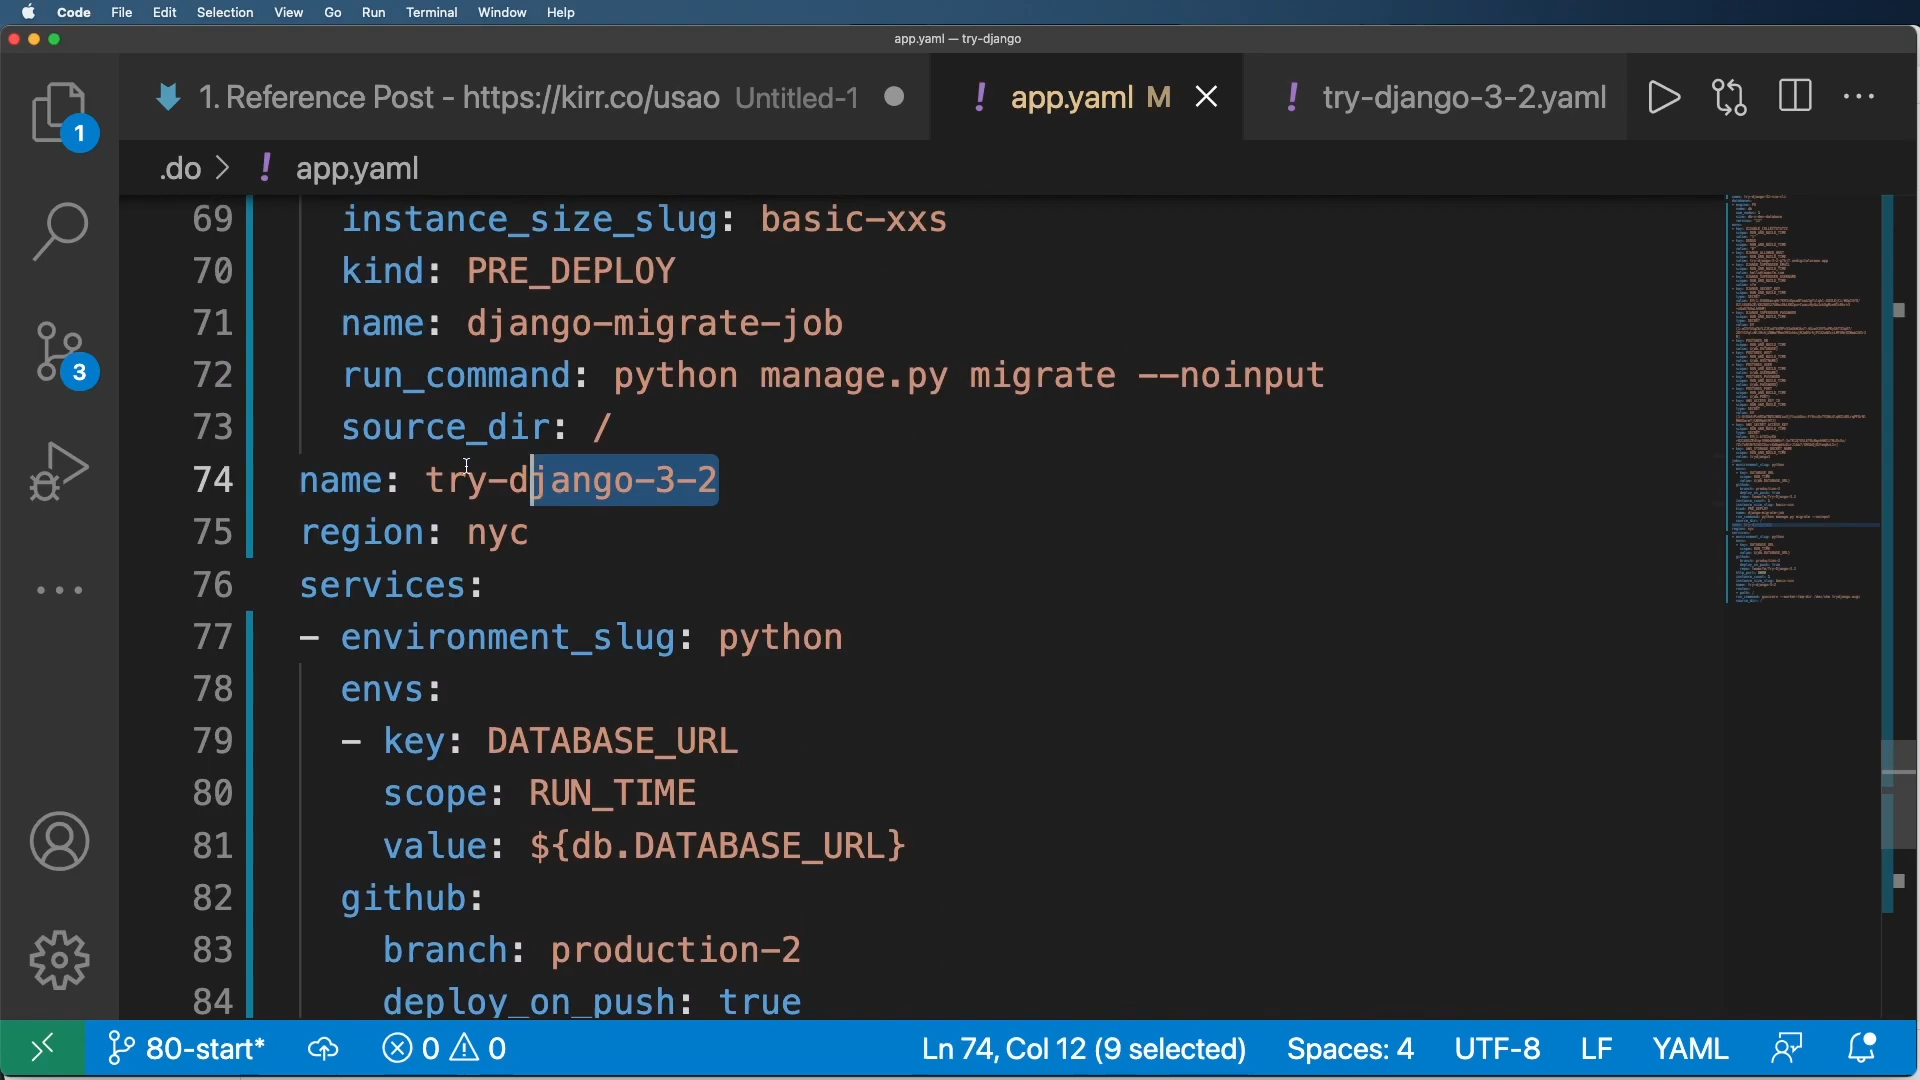 Code File Edit Selection View Go Run Terminal Window Help
app.yaml — try-django
1. Reference Post - https://kirr.co/usao Untitled-1
! app.yaml M
! try-django-3-2.yaml
1
.do > ! app.yaml
69 instance_size_slug: basic-xxs
70 kind: PRE_DEPLOY
71 name: django-migrate-job
72 run_command: python manage.py migrate --noinput
73 source_dir: /
74 name: try-django-3-2
75 region: nyc
76 services:
77 - environment_slug: python
78 envs:
79 - key: DATABASE_URL
80 scope: RUN_TIME
81 value: ${db.DATABASE_URL}
82 github:
83 branch: production-2
84 deploy_on_push: true
3
80-start* 0 0 Ln 74, Col 12 (9 selected) Spaces: 4 UTF-8 LF YAML